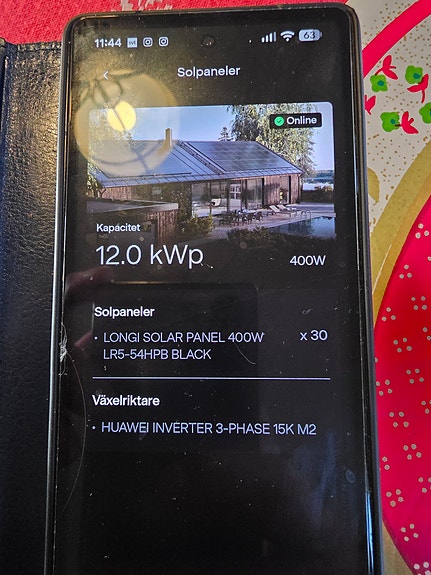 11:44 63
Solpaneler
Online
Kapacitet
12.0 kWp 400W
Solpaneler
• LONGI SOLAR PANEL 400W x 30
LR5-54HPB BLACK
Växelriktare
• HUAWEI INVERTER 3-PHASE 15K M2